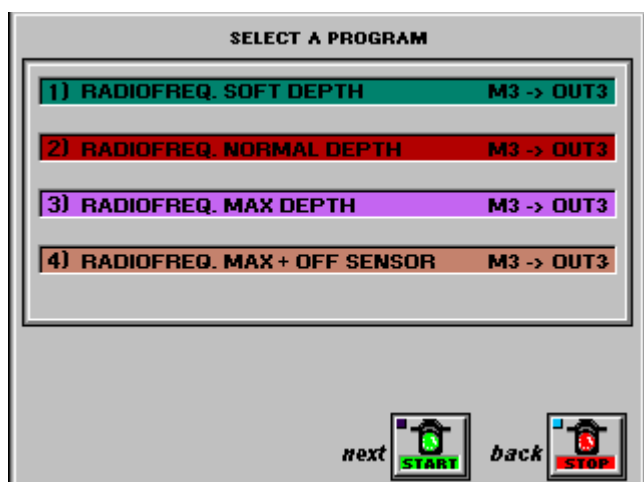 SELECT A PROGRAM
1) RADIOFREQ. SOFT DEPTH M3 -> OUT3
2) RADIOFREQ. NORMAL DEPTH M3 -> OUT3
3) RADIOFREQ. MAX DEPTH M3 -> OUT3
4) RADIOFREQ. MAX + OFF SENSOR M3 -> OUT3
next START back STOP